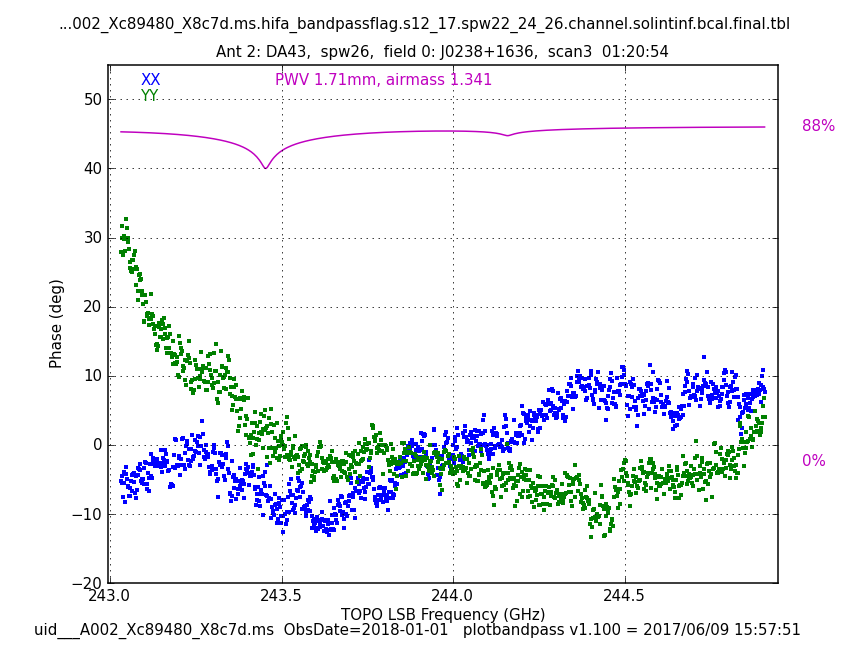 ...002_Xc89480_X8c7d.ms.hifa_bandpassflag.s12_17.spw22_24_26.channel.solintinf.bcal.final.tbl
Ant 2: DA43, spw26, field 0: J0238+1636, scan3 01:20:54
XX
YY
PWV 1.71mm, airmass 1.341
88%
0%
50
40
30
20
10
0
−10
−20
Phase (deg)
243.0
243.5
244.0
244.5
TOPO LSB Frequency (GHz)
uid___A002_Xc89480_X8c7d.ms ObsDate=2018-01-01 plotbandpass v1.100 = 2017/06/09 15:57:51